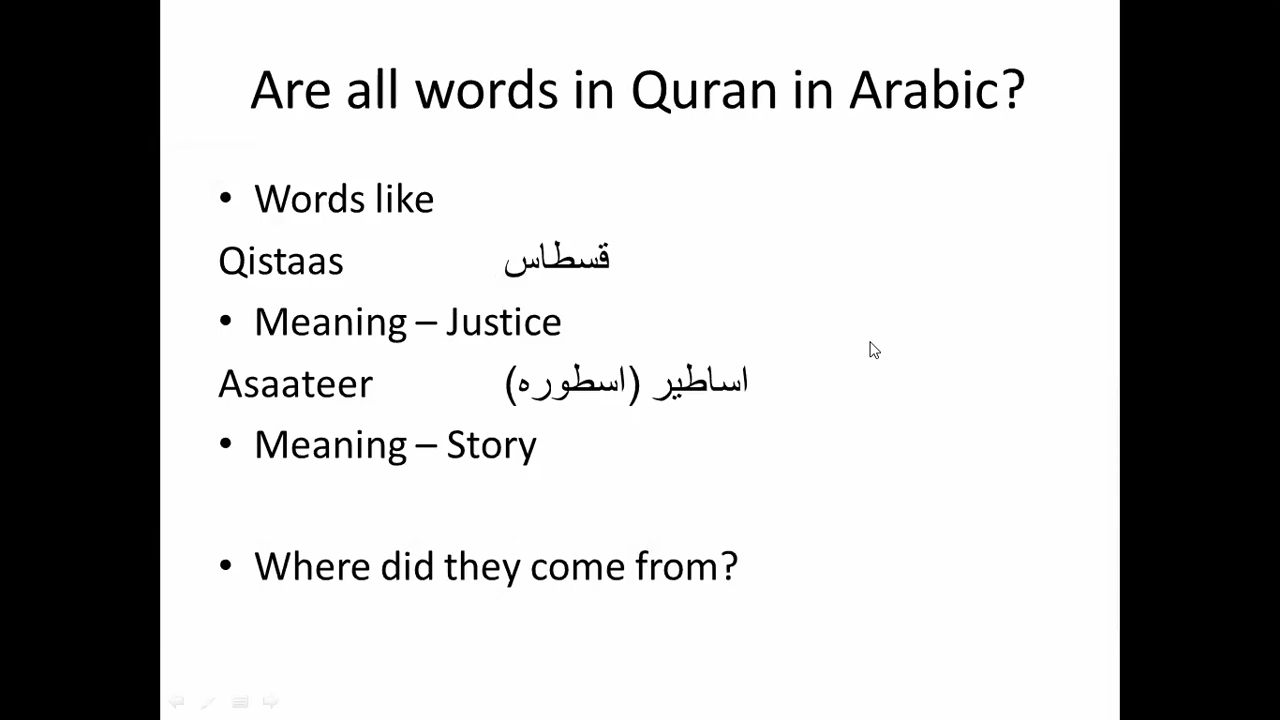 Are all words in Quran in Arabic?
• Words like
Qistaas قسطاس
• Meaning – Justice
Asaateer اساطير (اسطوره)
• Meaning – Story
• Where did they come from?